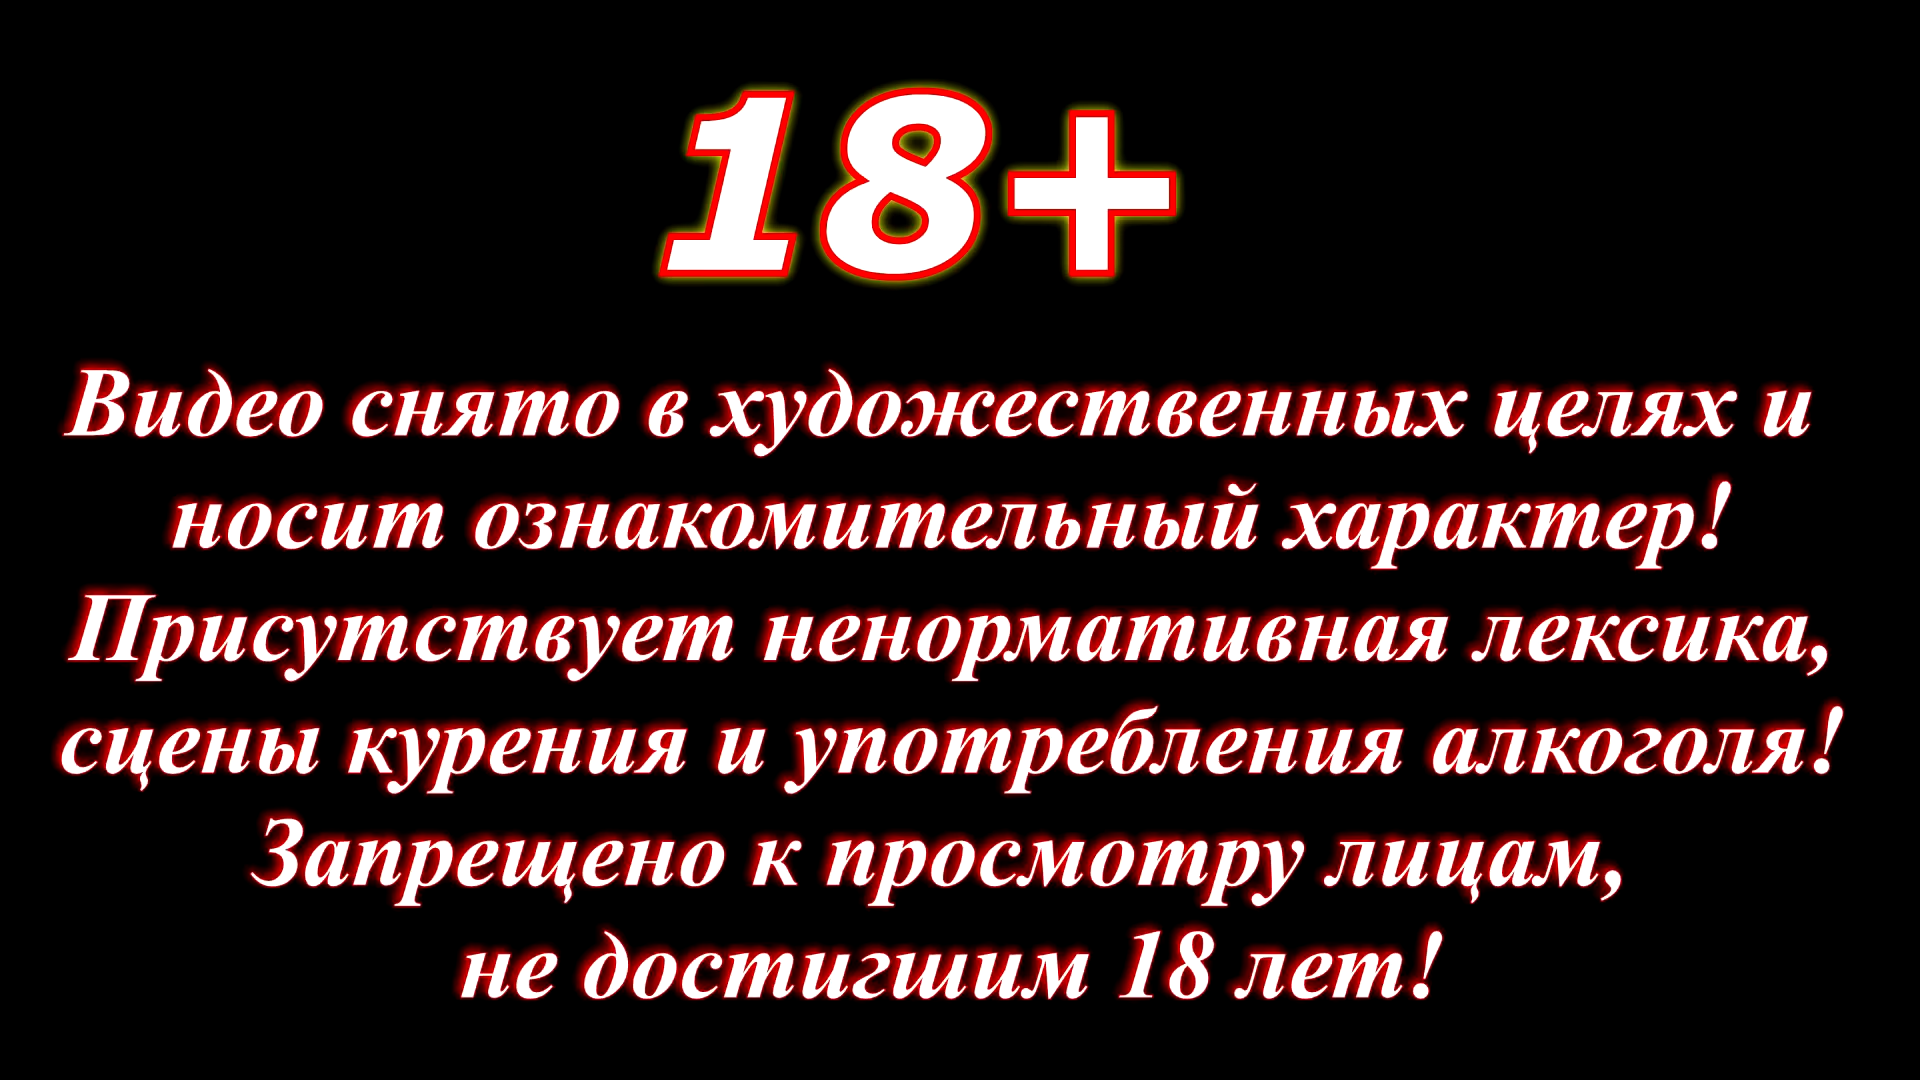 18+
Видео снято в художественных целях и
носит ознакомительный характер!
Присутствует ненормативная лексика,
сцены курения и употребления алкоголя!
Запрещено к просмотру лицам,
не достигшим 18 лет!